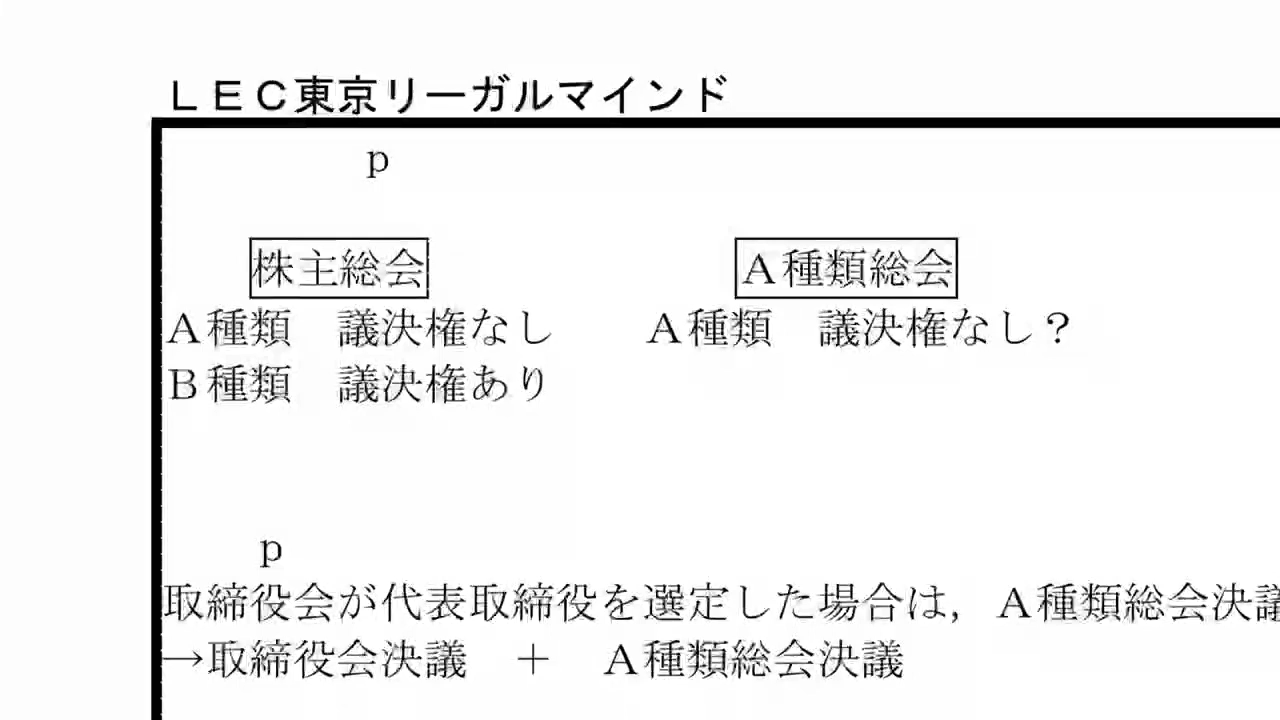 ＬＥＣ東京リーガルマインド
p
株主総会　　Ａ種類総会
Ａ種類　議決権なし　　Ａ種類　議決権なし？
Ｂ種類　議決権あり
p
取締役会が代表取締役を選定した場合は，Ａ種類総会決議
→取締役会決議　＋　Ａ種類総会決議